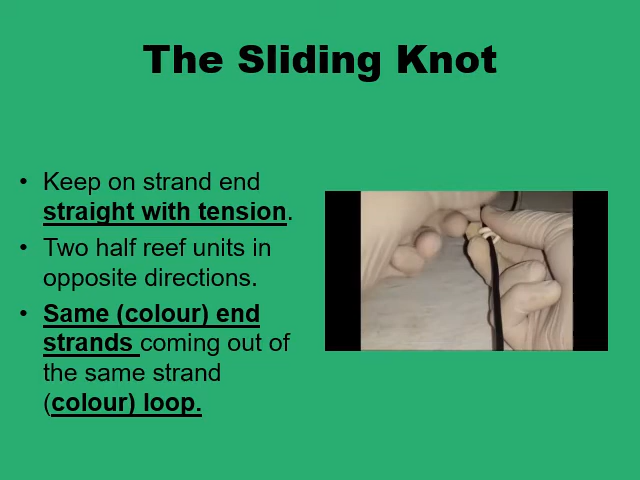 The Sliding Knot
• Keep on strand end
straight with tension.
• Two half reef units in
opposite directions.
• Same (colour) end
strands coming out of
the same strand
(colour) loop.